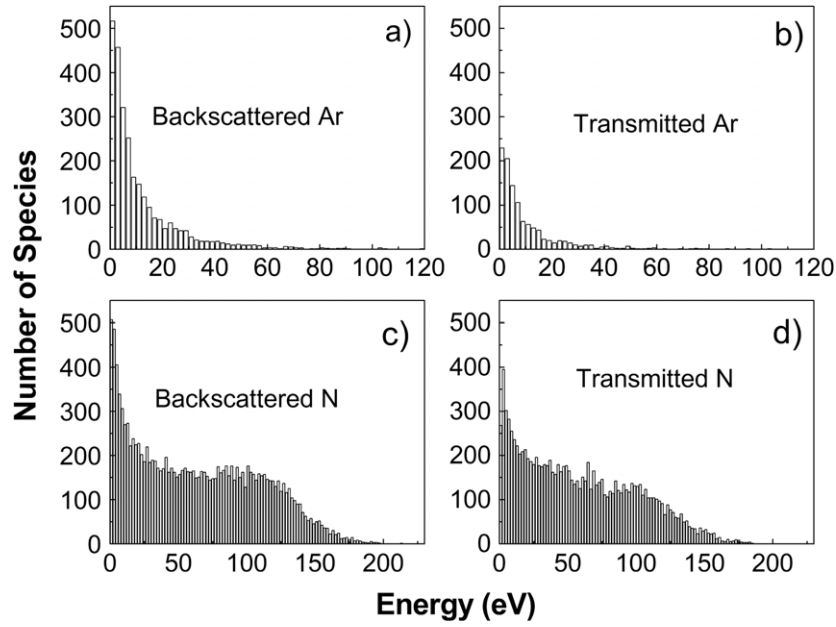 Number of Species
a)
Backscattered Ar
500
400
300
200
100
0
0 20 40 60 80 100 120
b)
Transmitted Ar
500
400
300
200
100
0
0 20 40 60 80 100 120
c)
Backscattered N
500
400
300
200
100
0
0 50 100 150 200
d)
Transmitted N
500
400
300
200
100
0
0 50 100 150 200
Energy (eV)